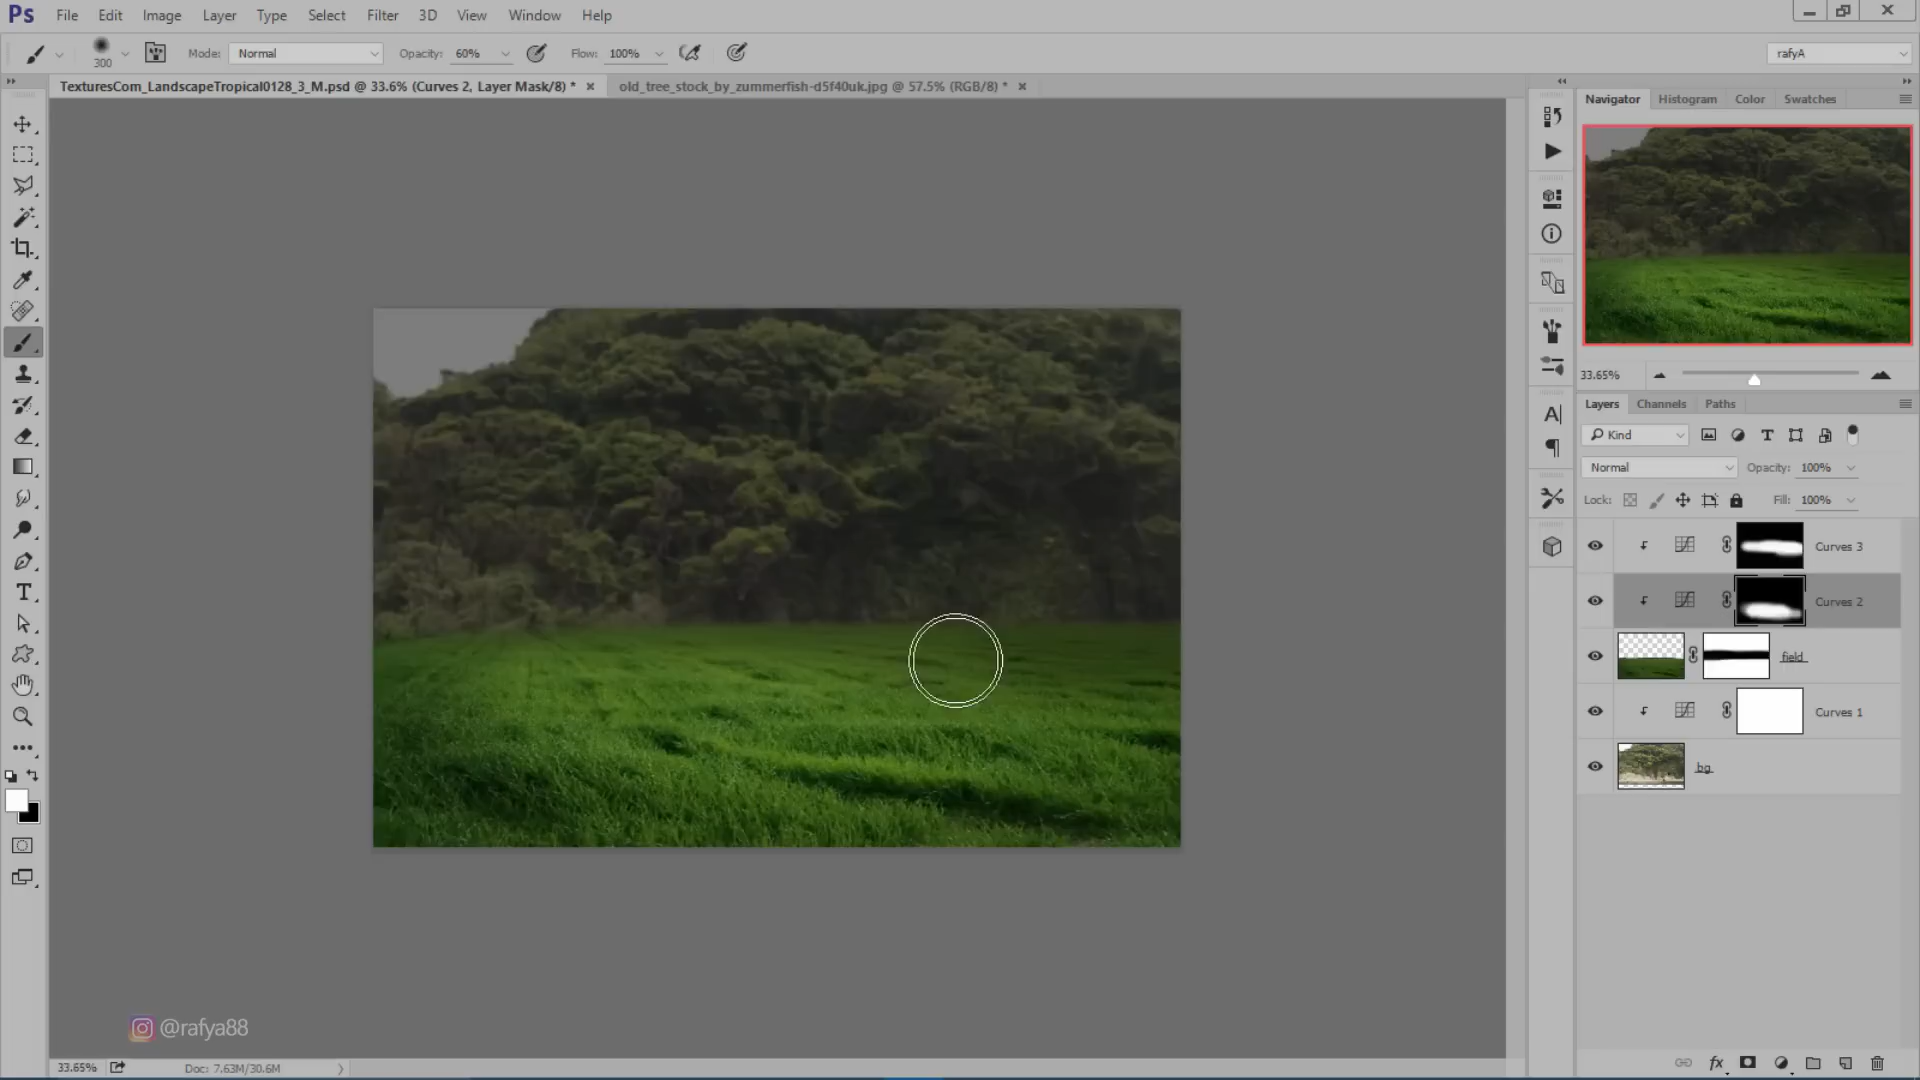 Ps File Edit Image Layer Type Select Filter 3D View Window Help
300 Mode: Normal Opacity: 60% Flow: 100% rafyA
TexturesCom_LandscapeTropical0128_3_M.psd @ 33.6% (Curves 2, Layer Mask/8) * × old_tree_stock_by_zummerfish-d5f40uk.jpg @ 57.5% (RGB/8) * ×
Navigator Histogram Color Swatches
33.65%
Layers Channels Paths
Kind
Normal Opacity: 100%
Lock: Fill: 100%
Curves 3
Curves 2
field
Curves 1
bg
@rafya88
33.65% Doc: 7.63M/30.6M